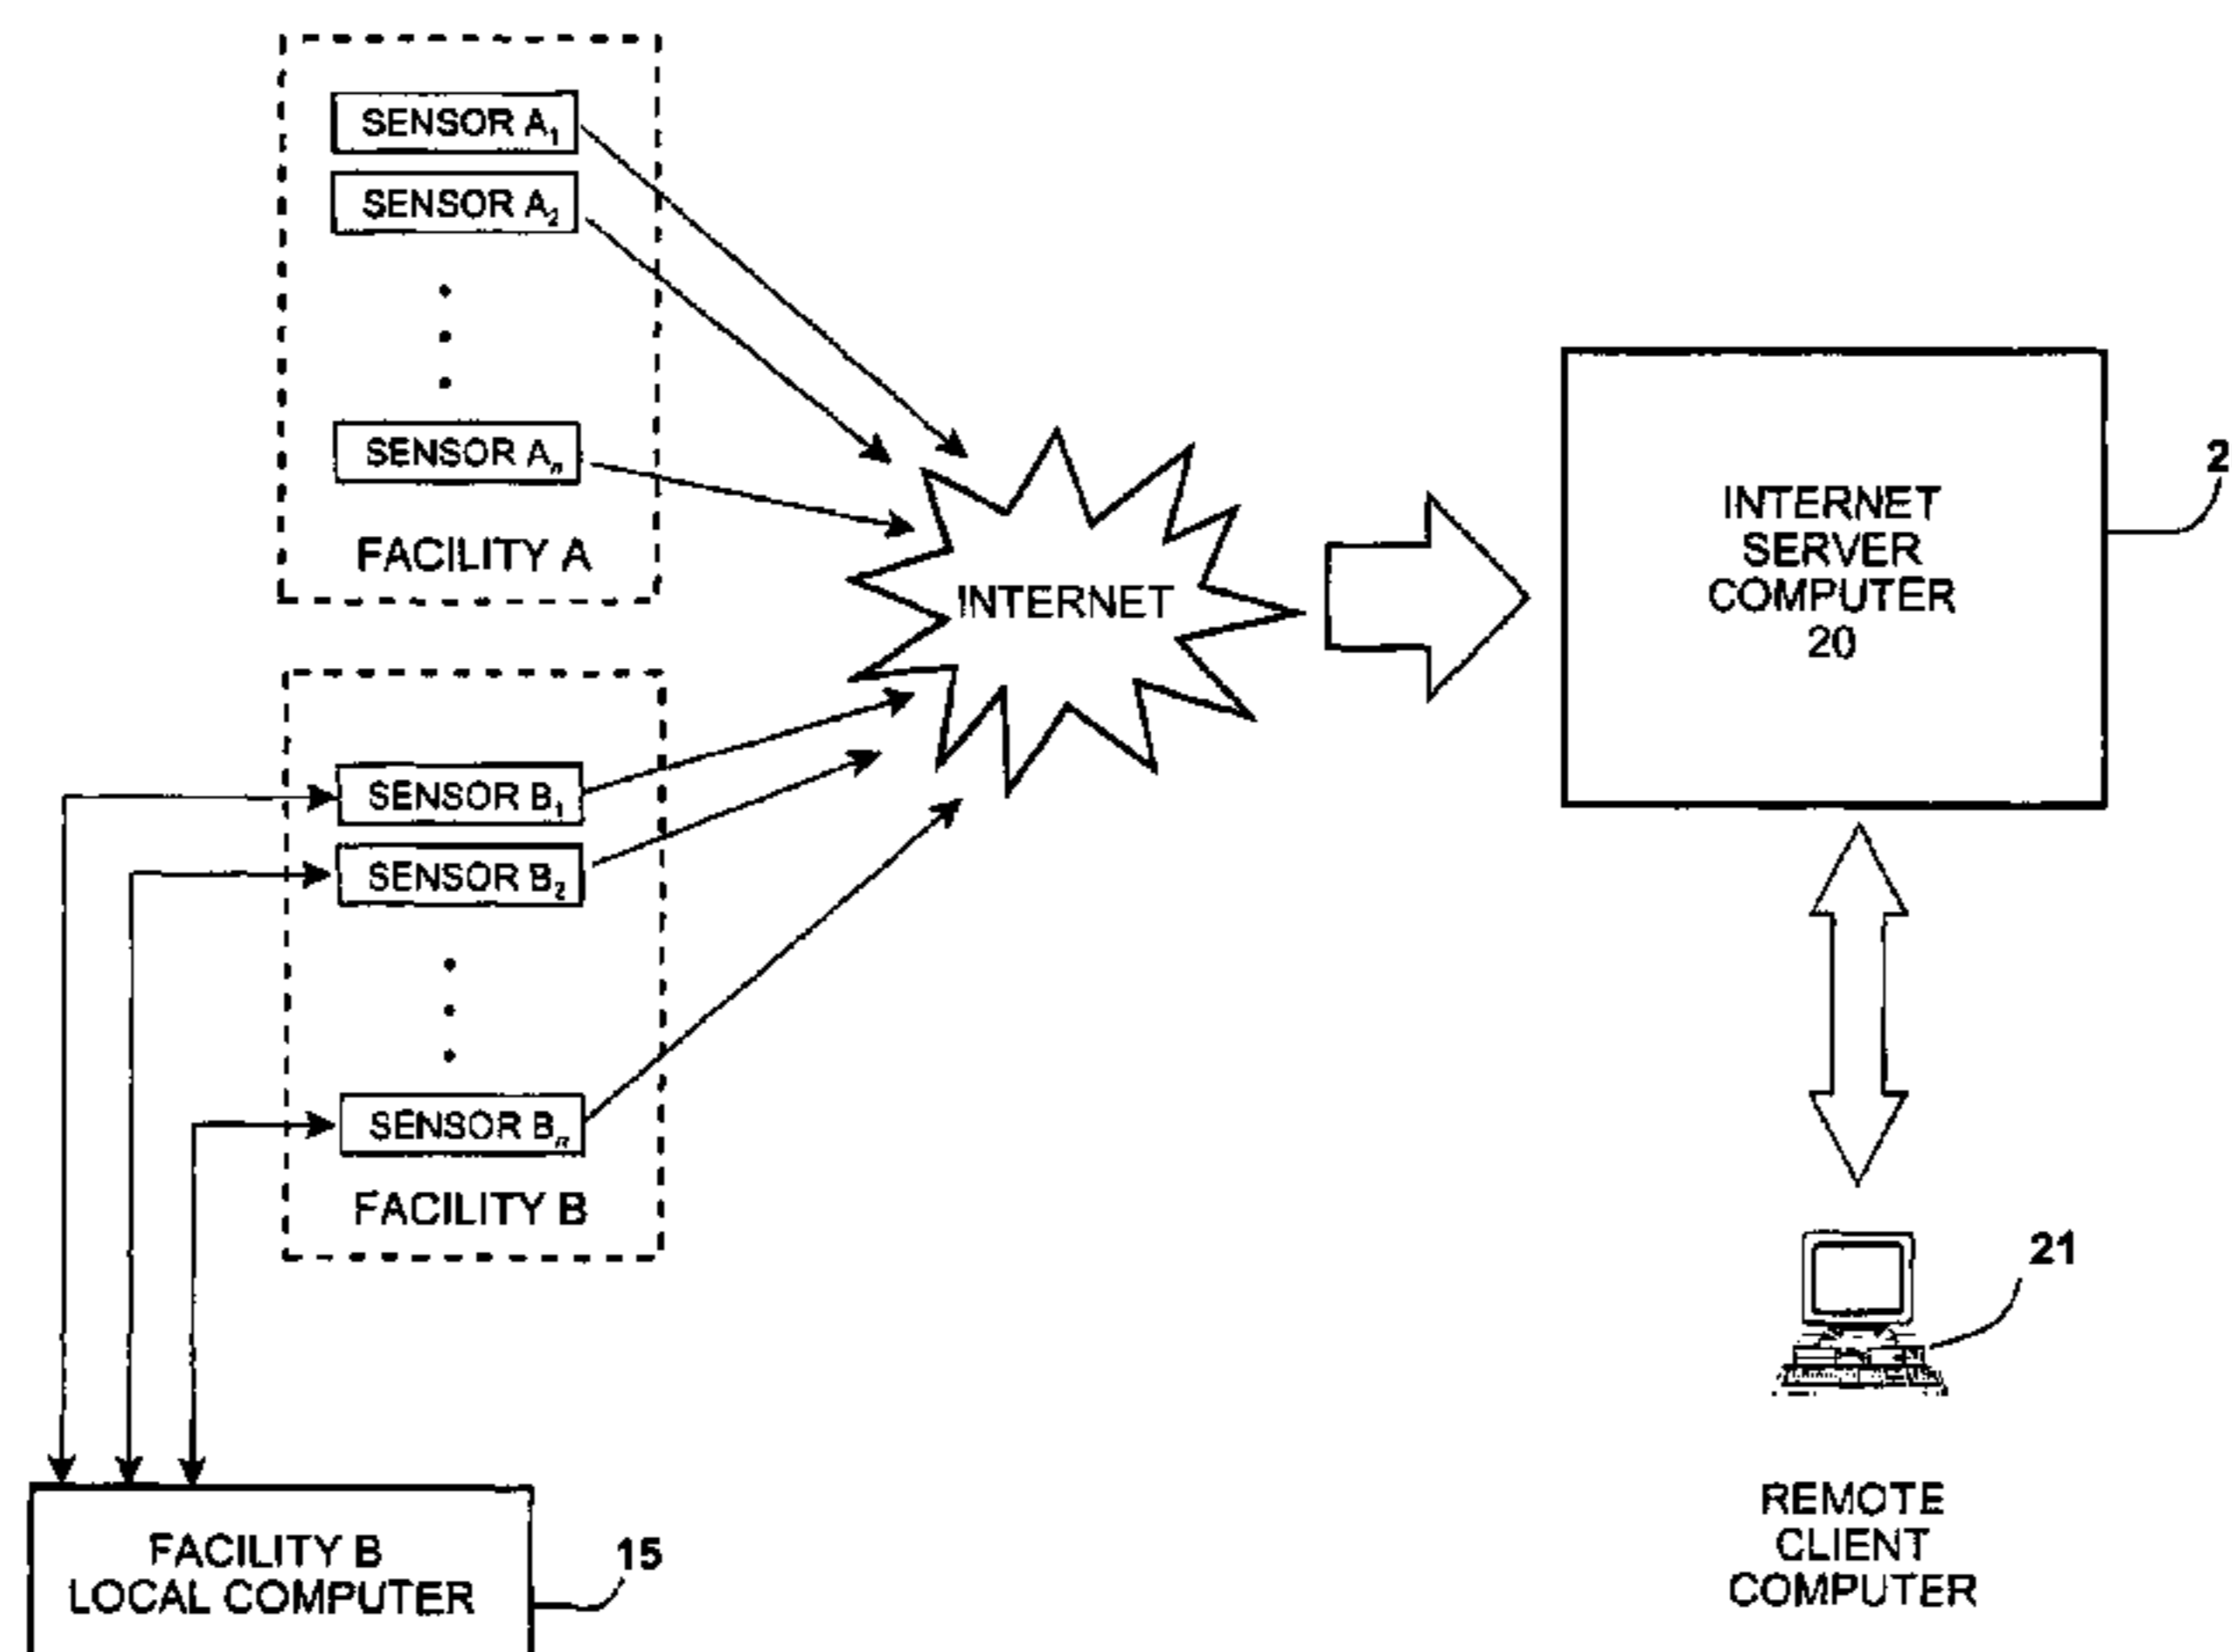 SENSOR A1
SENSOR A2
SENSOR An
FACILITY A
SENSOR B1
SENSOR B2
SENSOR Bn
FACILITY B
INTERNET
INTERNET
SERVER
COMPUTER
20
2
21
REMOTE
CLIENT
COMPUTER
FACILITY B
LOCAL COMPUTER
15